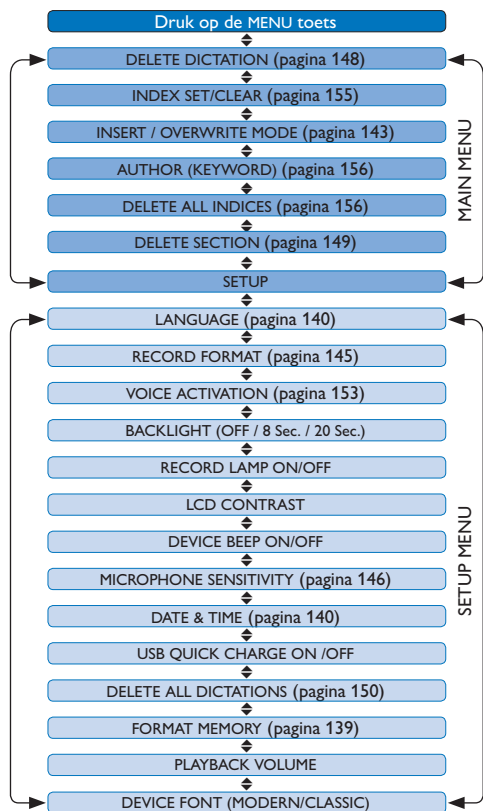 Druk op de MENU toets
DELETE DICTATION (pagina 148)
INDEX SET/CLEAR (pagina 155)
INSERT / OVERWRITE MODE (pagina 143)
AUTHOR (KEYWORD) (pagina 156)
DELETE ALL INDICES (pagina 156)
DELETE SECTION (pagina 149)
SETUP
MAIN MENU
LANGUAGE (pagina 140)
RECORD FORMAT (pagina 145)
VOICE ACTIVATION (pagina 153)
BACKLIGHT (OFF / 8 Sec. / 20 Sec.)
RECORD LAMP ON/OFF
LCD CONTRAST
DEVICE BEEP ON/OFF
MICROPHONE SENSITIVITY (pagina 146)
DATE & TIME (pagina 140)
USB QUICK CHARGE ON /OFF
DELETE ALL DICTATIONS (pagina 150)
FORMAT MEMORY (pagina 139)
PLAYBACK VOLUME
DEVICE FONT (MODERN/CLASSIC)
SETUP MENU